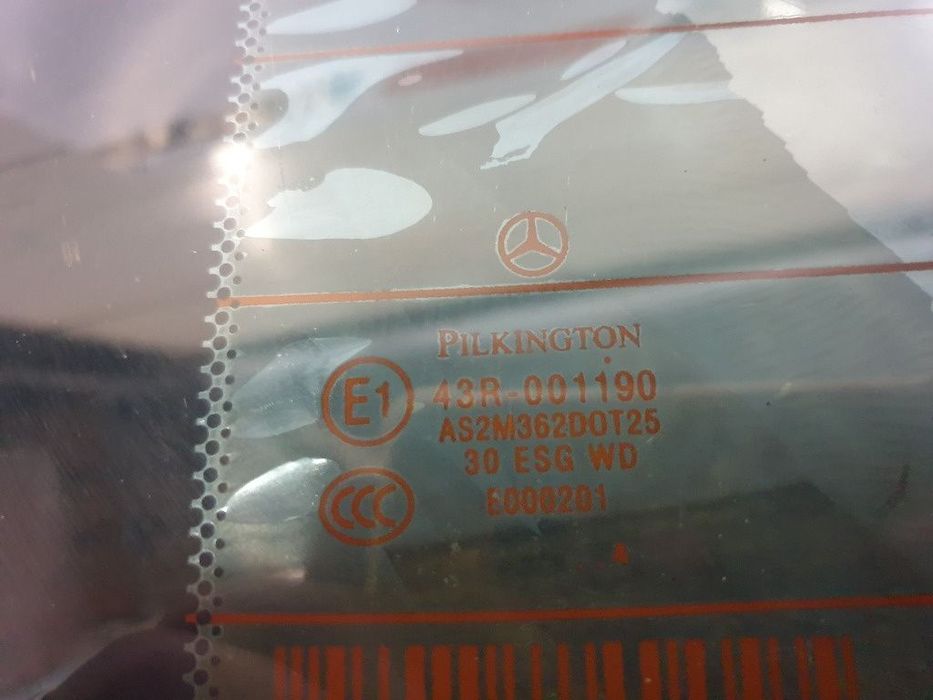 PILKINGTON
E1 43R-001190
AS2M362DOT25
30 ESG WD
CCC E000201